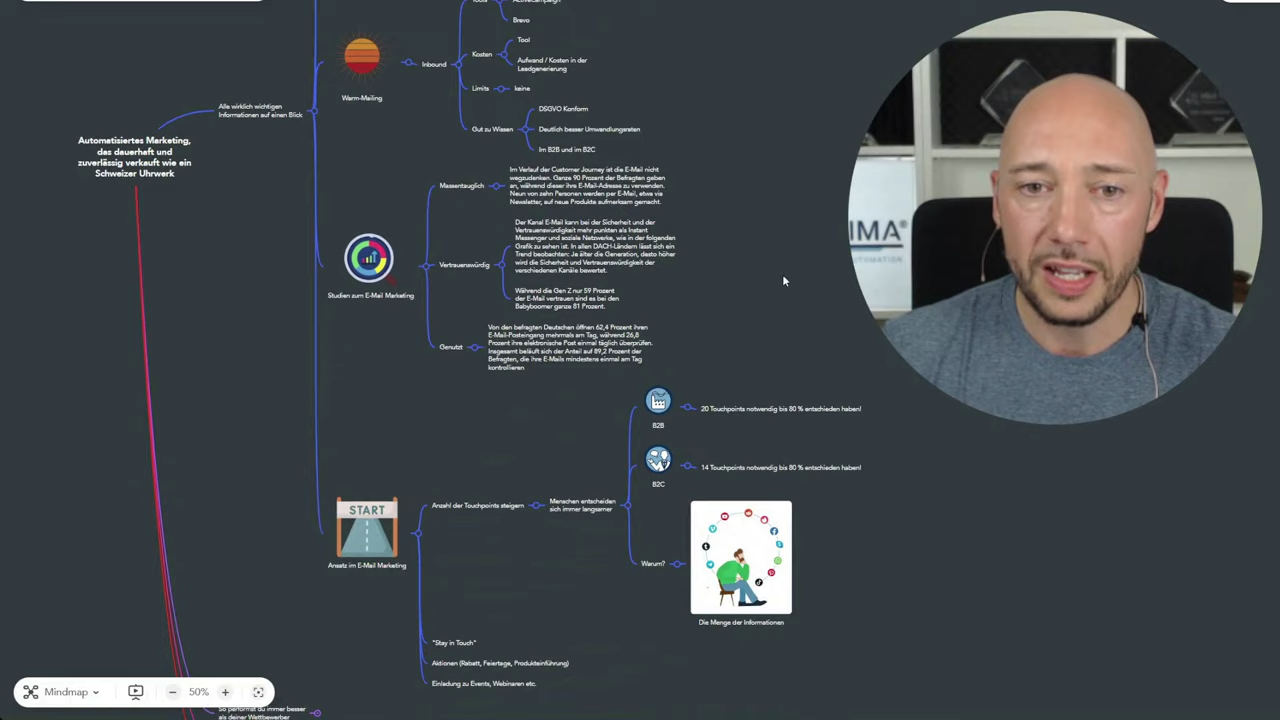 ActiveCampaign
Brevo
Tool
Kosten
Aufwand / Kosten in der
Leadgenerierung
Inbound
Limits
keine
Warm-Mailing
Alle wirklich wichtigen
Informationen auf einen Blick
DSGVO Konform
Gut zu Wissen
Deutlich besser Umwandlungsraten
Im B2B und im B2C
Automatisiertes Marketing,
das dauerhaft und
zuverlässig verkauft wie ein
Schweizer Uhrwerk
Massentauglich
Im Verlauf der Customer Journey ist die E-Mail nicht
wegzudenken. Ganze 90 Prozent der Befragten geben
an, während dieser ihre E-Mail-Adresse zu verwenden.
Neun von zehn Personen werden per E-Mail, etwa via
Newsletter, auf neue Produkte aufmerksam gemacht.
Studien zum E-Mail Marketing
Vertrauenswürdig
Der Kanal E-Mail kann bei der Sicherheit und der
Vertrauenswürdigkeit mehr punkten als Instant
Messenger und soziale Netzwerke, wie in der folgenden
Grafik zu sehen ist. In allen DACH-Ländern lässt sich ein
Trend beobachten: Je älter die Generation, desto höher
wird die Sicherheit und Vertrauenswürdigkeit der
verschiedenen Kanäle bewertet.
Während die Gen Z nur 59 Prozent
der E-Mail vertrauen sind es bei den
Babyboomer ganze 81 Prozent.
Genutzt
Von den befragten Deutschen öffnen 62,4 Prozent ihren
E-Mail-Posteingang mehrmals am Tag, während 26,8
Prozent ihre elektronische Post einmal täglich überprüfen.
Insgesamt beläuft sich der Anteil auf 89,2 Prozent der
Befragten, die ihre E-Mails mindestens einmal am Tag
kontrollieren
B2B
20 Touchpoints notwendig bis 80 % entschieden haben!
B2C
14 Touchpoints notwendig bis 80 % entschieden haben!
START
Ansatz im E-Mail Marketing
Anzahl der Touchpoints steigern
Menschen entscheiden
sich immer langsamer
Warum?
Die Menge der Informationen
"Stay in Touch"
Aktionen (Rabatt, Feiertage, Produkteinführung)
Einladung zu Events, Webinaren etc.
So performst du immer besser
als deiner Wettbewerber
Mindmap
50%
IMA®
AUTOMATION